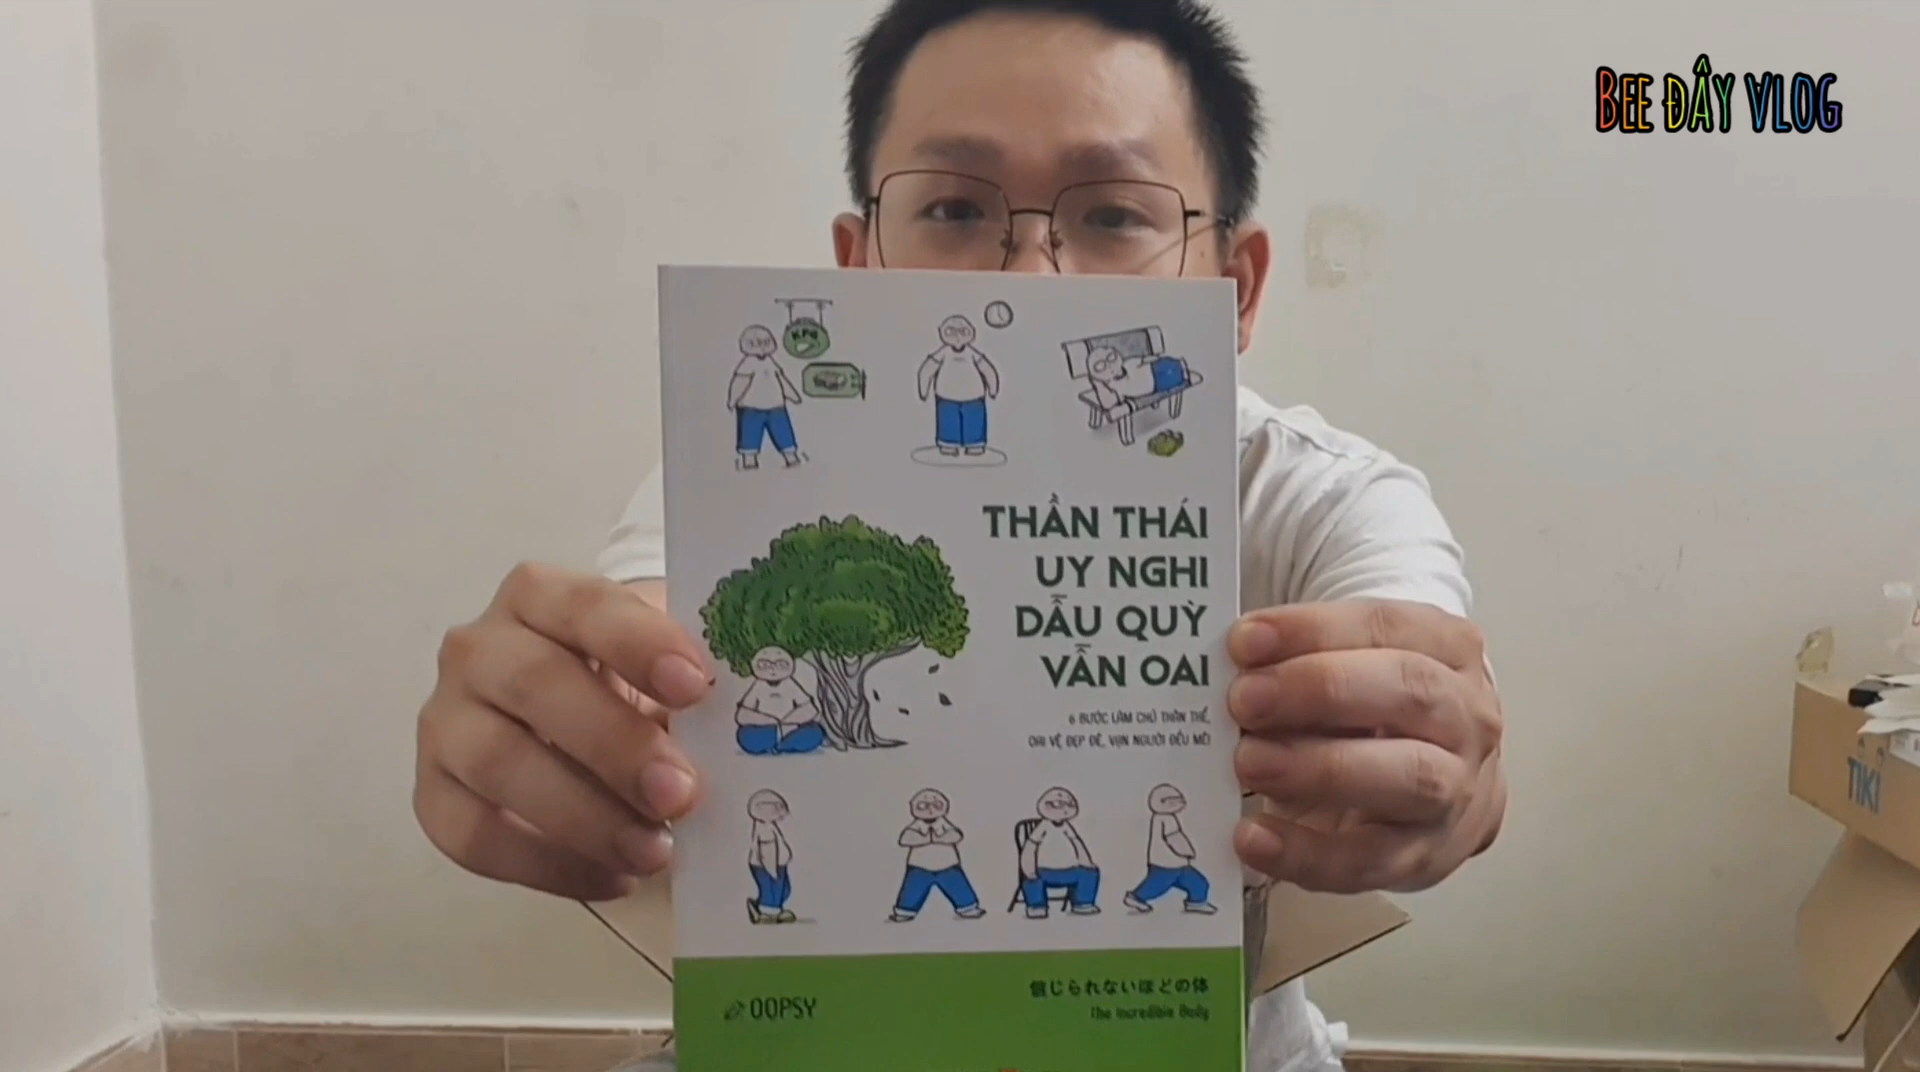 BEE ĐÂY VLOG
THẦN THÁI
UY NGHI
DẪU QUỲ
VẪN OAI
6 BƯỚC LÀM CHỦ THÂN THỂ,
OAI VỆ ĐẸP ĐẼ, VẠN NGƯỜI ĐỀU MÊ!
OOPSY
信じられないほどの体
The Incredible Body
TIKI